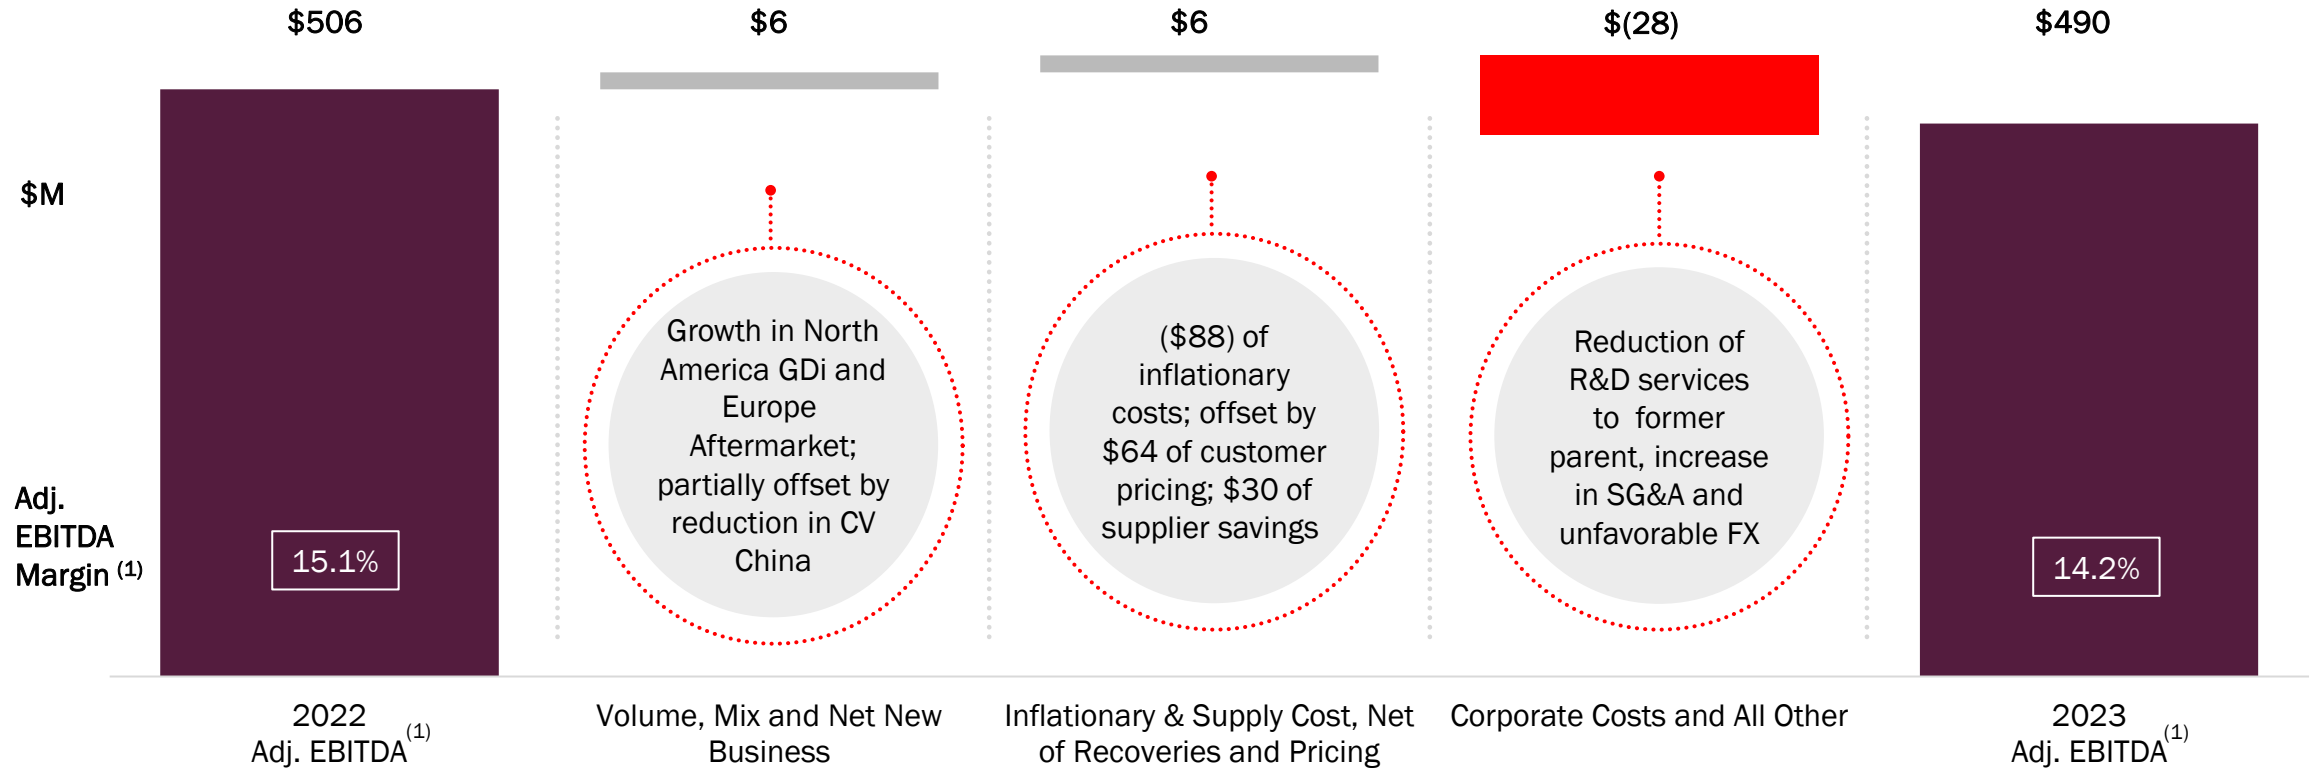 $506
$6
$6
$(28)
$490
$M
Adj.
EBITDA
Margin (1)
15.1%
Growth in North
America GDi and
Europe
Aftermarket;
partially offset by
reduction in CV
China
($88) of
inflationary
costs; offset by
$64 of customer
pricing; $30 of
supplier savings
Reduction of
R&D services
to former
parent, increase
in SG&A and
unfavorable FX
14.2%
2022
Adj. EBITDA(1)
Volume, Mix and Net New
Business
Inflationary & Supply Cost, Net
of Recoveries and Pricing
Corporate Costs and All Other
2023
Adj. EBITDA(1)